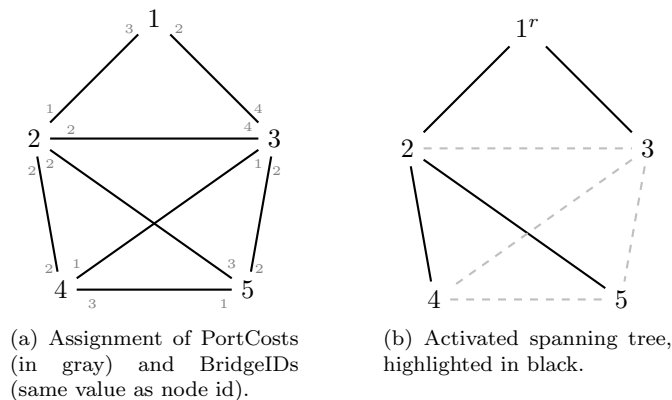 1
3 2
1 4
2 2 4 3
2 2 1 2
2 1 3 2
4 3 1 5
(a) Assignment of PortCosts
(in gray) and BridgeIDs
(same value as node id).
1r
2 3
4 5
(b) Activated spanning tree,
highlighted in black.